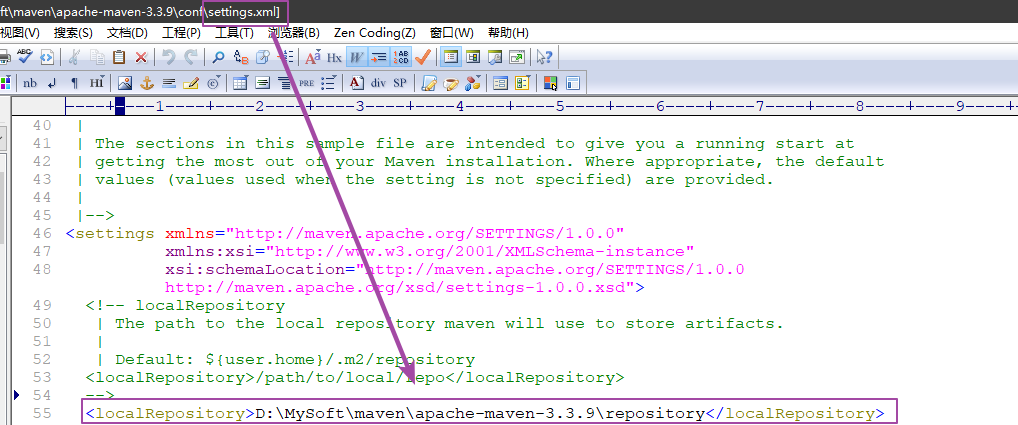 ft\maven\apache-maven-3.3.9\conf\settings.xml]
视图(V) 搜索(S) 文档(D) 工程(P) 工具(T) 浏览器(B) Zen Coding(Z) 窗口(W) 帮助(H)
nb ¶ HI PRE A div SP
----+----1----+----2----+----3----+----4----+----5----+----6----+----7----+----8----+----9--
40 |
41 | The sections in this sample file are intended to give you a running start at
42 | getting the most out of your Maven installation. Where appropriate, the default
43 | values (values used when the setting is not specified) are provided.
44 |
45 |-->
46 <settings xmlns="http://maven.apache.org/SETTINGS/1.0.0"
47 xmlns:xsi="http://www.w3.org/2001/XMLSchema-instance"
48 xsi:schemaLocation="http://maven.apache.org/SETTINGS/1.0.0
http://maven.apache.org/xsd/settings-1.0.0.xsd">
49 <!-- localRepository
50 | The path to the local repository maven will use to store artifacts.
51 |
52 | Default: ${user.home}/.m2/repository
53 <localRepository>/path/to/local/repo</localRepository>
54 -->
55 <localRepository>D:\MySoft\maven\apache-maven-3.3.9\repository</localRepository>